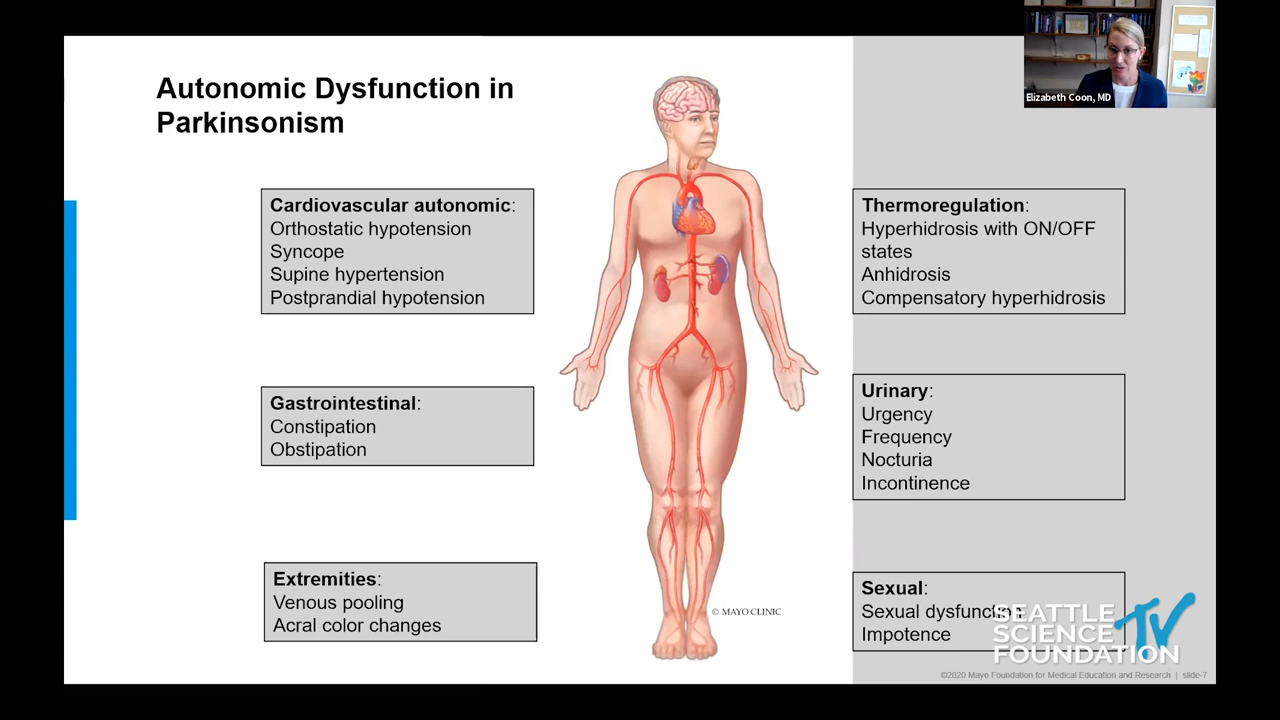 Elizabeth Coon, MD
Autonomic Dysfunction in
Parkinsonism
Cardiovascular autonomic:
Orthostatic hypotension
Syncope
Supine hypertension
Postprandial hypotension
Gastrointestinal:
Constipation
Obstipation
Extremities:
Venous pooling
Acral color changes
© MAYO CLINIC
Thermoregulation:
Hyperhidrosis with ON/OFF
states
Anhidrosis
Compensatory hyperhidrosis
Urinary:
Urgency
Frequency
Nocturia
Incontinence
Sexual:
Sexual dysfunction
Impotence
SEATTLE
SCIENCE
FOUNDATION
TV
©2020 Mayo Foundation for Medical Education and Research | slide-7